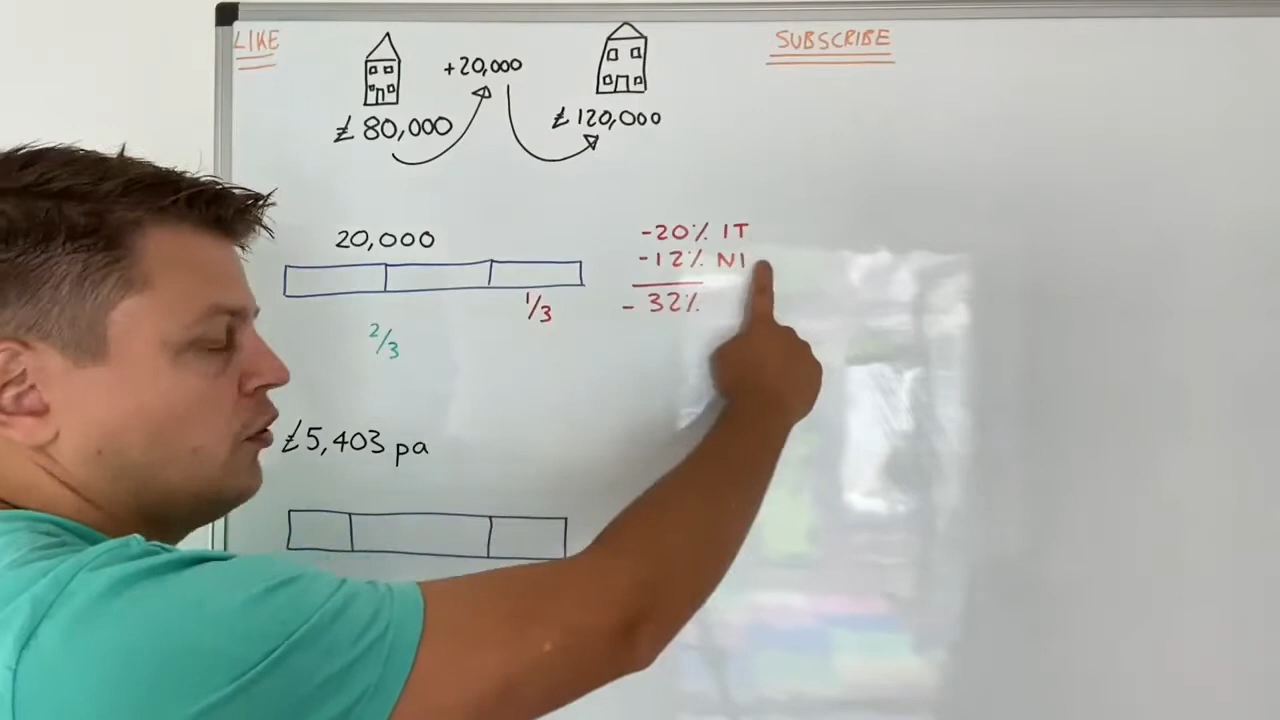 LIKE
SUBSCRIBE
+20,000
£80,000
£120,000
20,000
-20% IT
-12% NI
- 32%
1/3
2/3
£5,403 pa